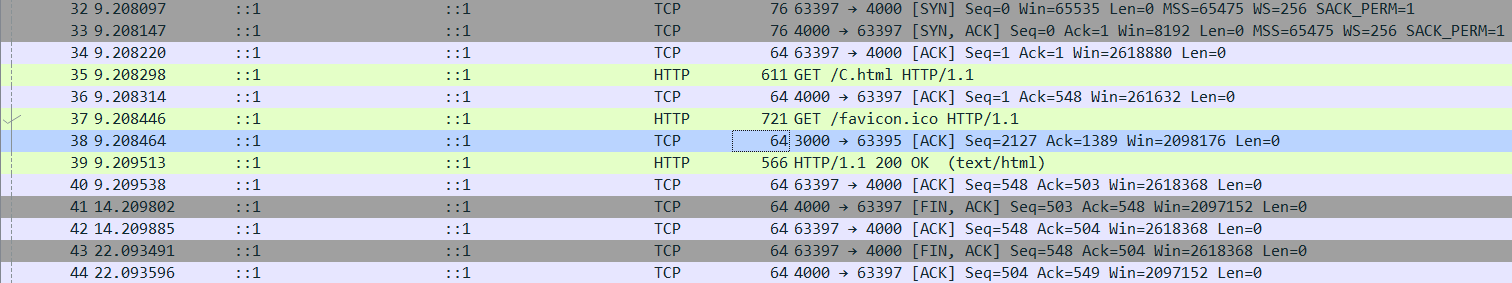 32 9.208097 ::1 ::1 TCP 76 63397 → 4000 [SYN] Seq=0 Win=65535 Len=0 MSS=65475 WS=256 SACK_PERM=1
33 9.208147 ::1 ::1 TCP 76 4000 → 63397 [SYN, ACK] Seq=0 Ack=1 Win=8192 Len=0 MSS=65475 WS=256 SACK_PERM=1
34 9.208220 ::1 ::1 TCP 64 63397 → 4000 [ACK] Seq=1 Ack=1 Win=2618880 Len=0
35 9.208298 ::1 ::1 HTTP 611 GET /C.html HTTP/1.1
36 9.208314 ::1 ::1 TCP 64 4000 → 63397 [ACK] Seq=1 Ack=548 Win=261632 Len=0
37 9.208446 ::1 ::1 HTTP 721 GET /favicon.ico HTTP/1.1
38 9.208464 ::1 ::1 TCP 64 3000 → 63395 [ACK] Seq=2127 Ack=1389 Win=2098176 Len=0
39 9.209513 ::1 ::1 HTTP 566 HTTP/1.1 200 OK (text/html)
40 9.209538 ::1 ::1 TCP 64 63397 → 4000 [ACK] Seq=548 Ack=503 Win=2618368 Len=0
41 14.209802 ::1 ::1 TCP 64 4000 → 63397 [FIN, ACK] Seq=503 Ack=548 Win=2097152 Len=0
42 14.209885 ::1 ::1 TCP 64 63397 → 4000 [ACK] Seq=548 Ack=504 Win=2618368 Len=0
43 22.093491 ::1 ::1 TCP 64 63397 → 4000 [FIN, ACK] Seq=548 Ack=504 Win=2618368 Len=0
44 22.093596 ::1 ::1 TCP 64 4000 → 63397 [ACK] Seq=504 Ack=549 Win=2097152 Len=0